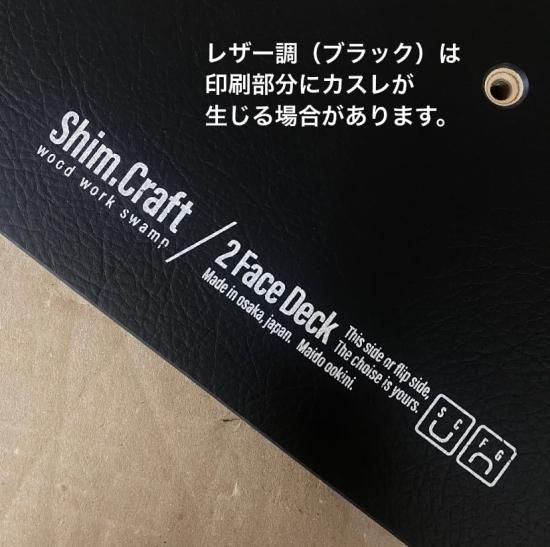 レザー調（ブラック）は
印刷部分にカスレが
生じる場合があります。
Shim.Craft
wood work swamp
/
2 Face Deck
Made in osaka, japan. Maido ookini.
This side or flip side,
The choise is yours.
S C
F G